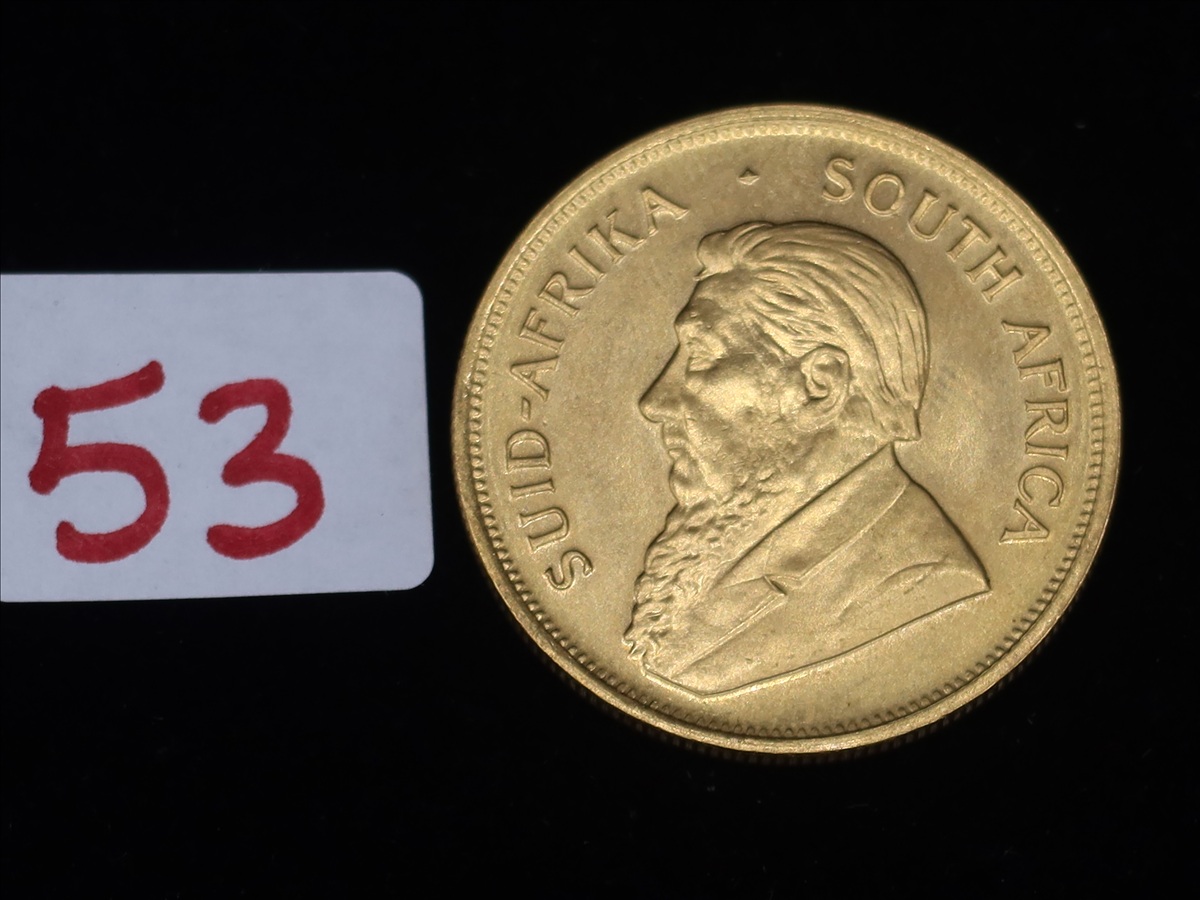 53
SUID-AFRIKA · SOUTH AFRICA